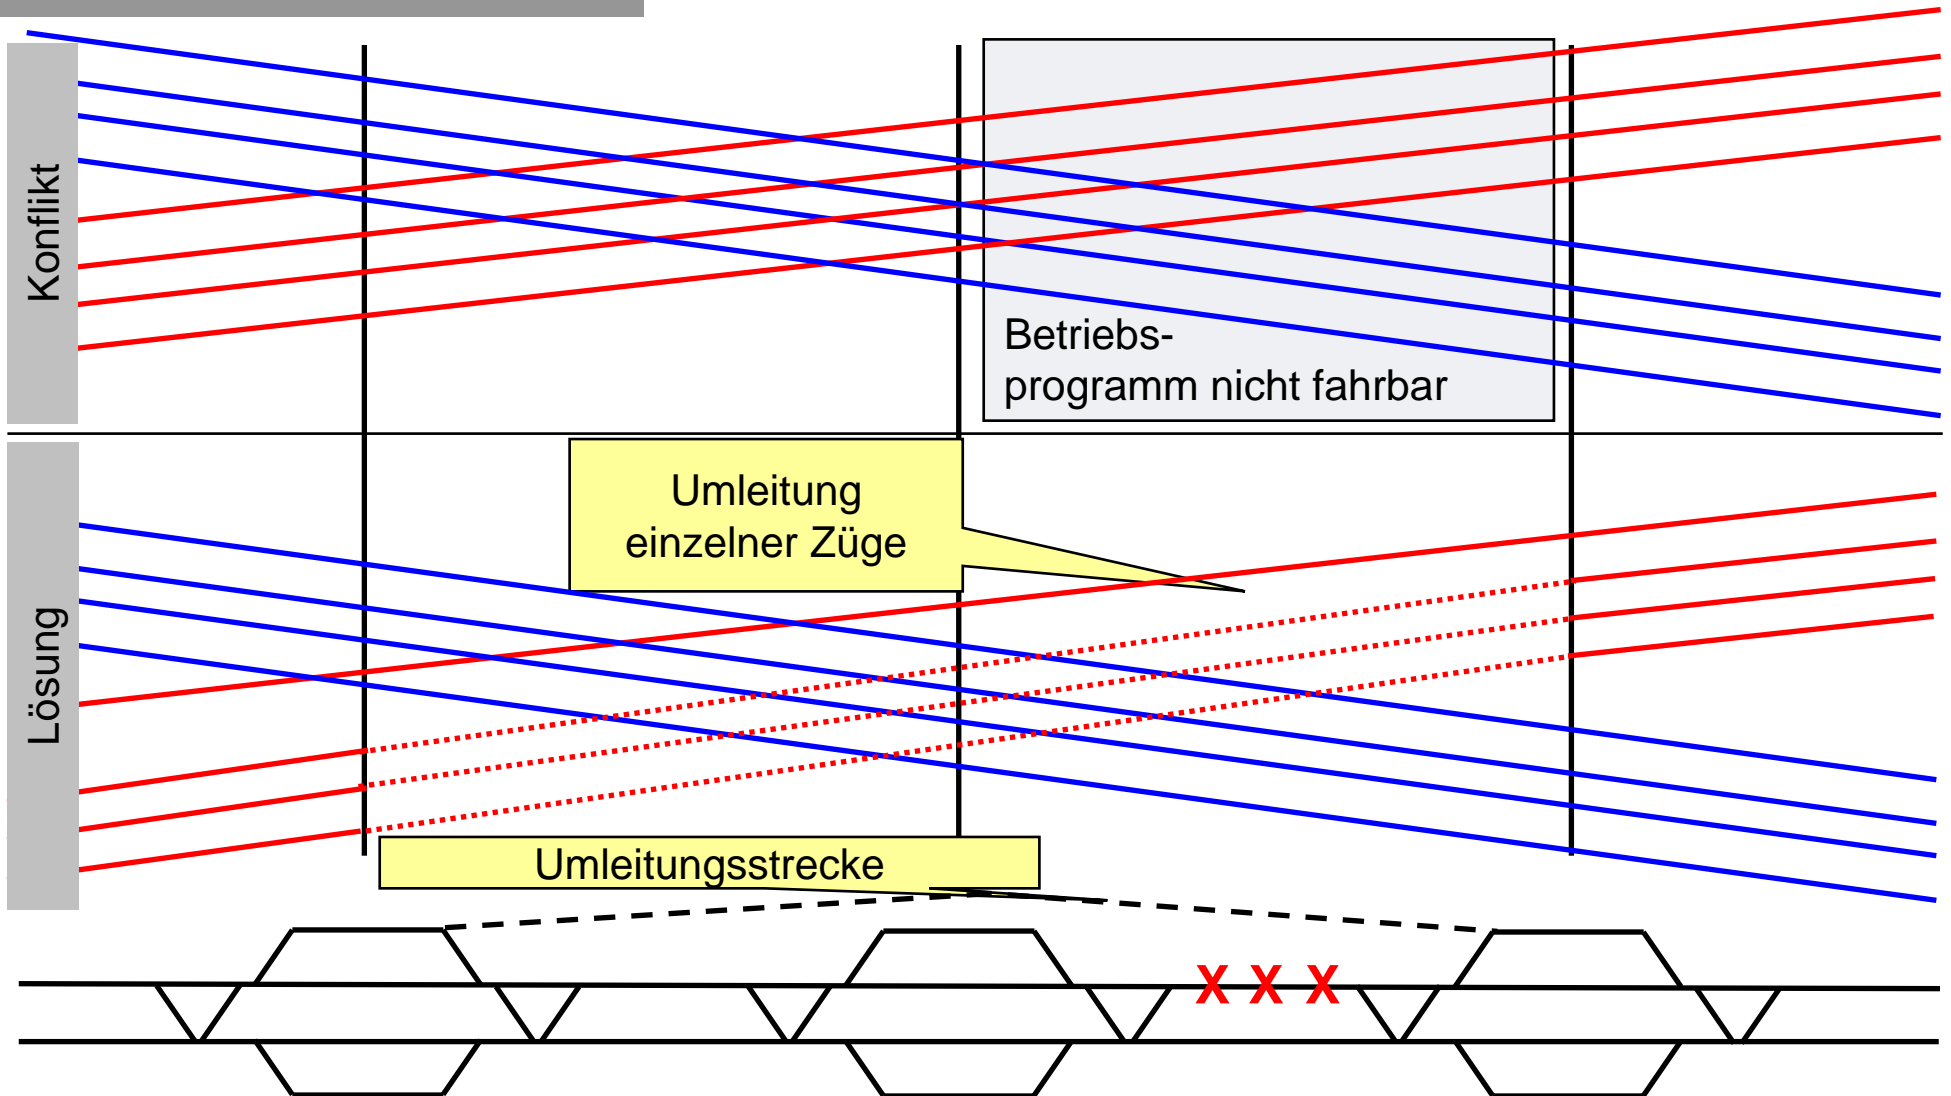 Konflikt
Betriebs-
programm nicht fahrbar
Umleitung
einzelner Züge
Lösung
Umleitungsstrecke
X X X